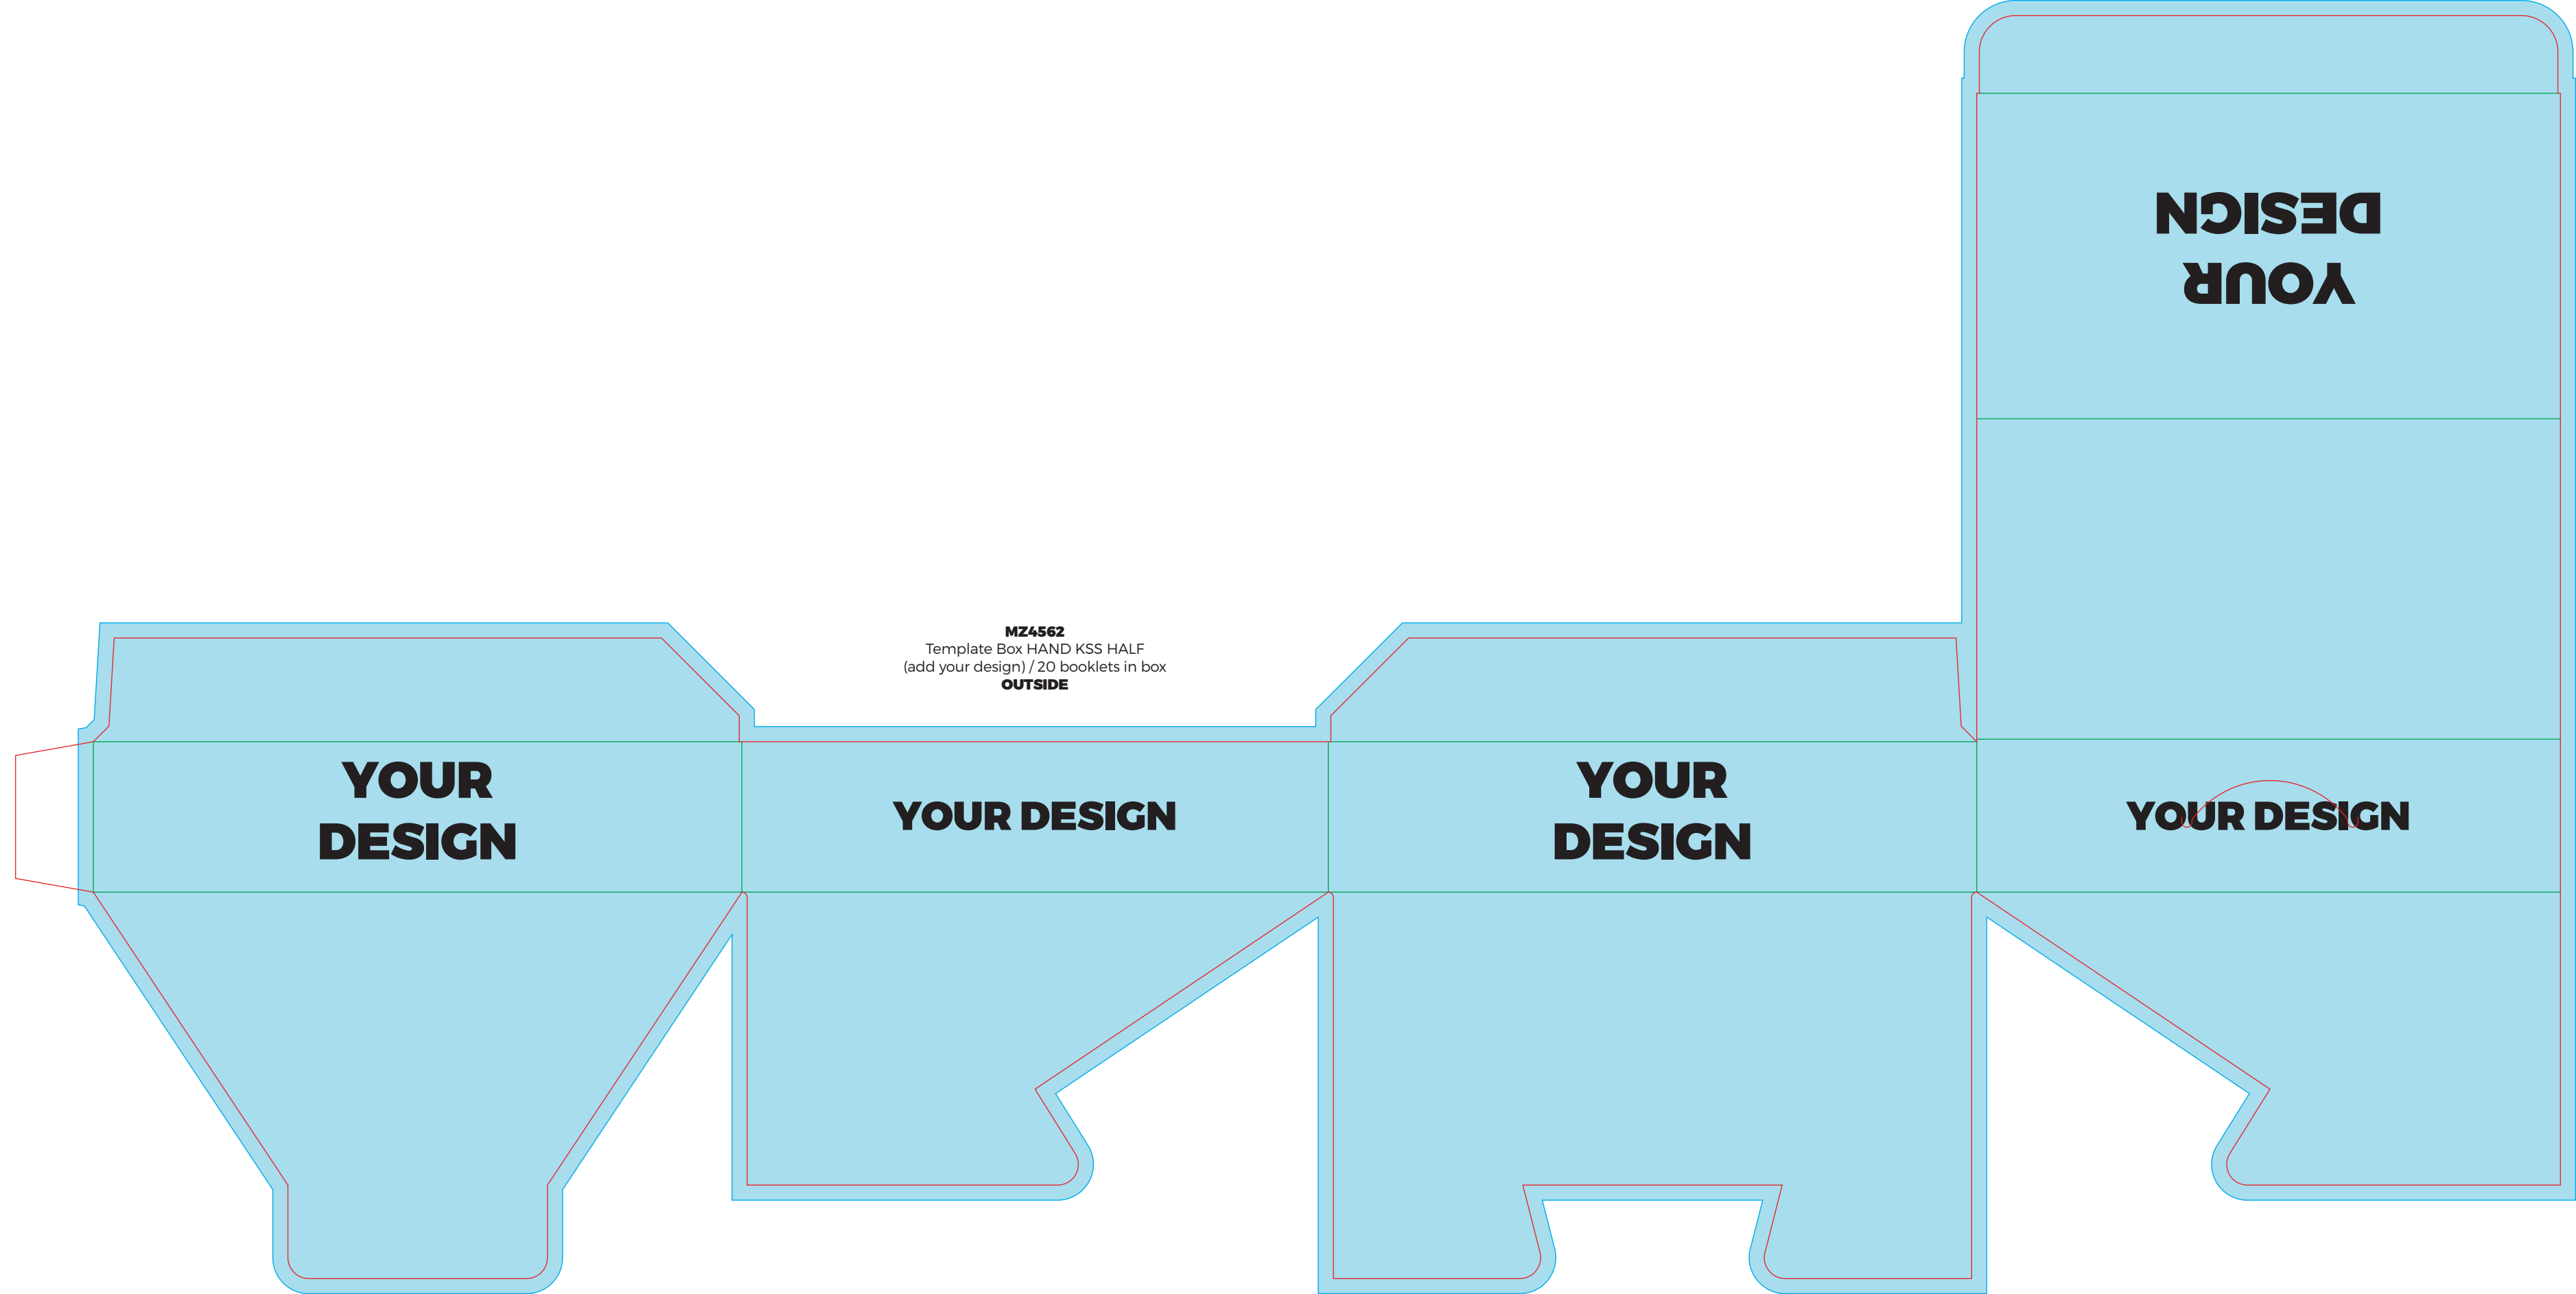 DESIGN
YOUR
MZ4562
Template Box HAND KSS HALF
(add your design) / 20 booklets in box
OUTSIDE
YOUR
DESIGN
YOUR DESIGN
YOUR
DESIGN
YOUR DESIGN